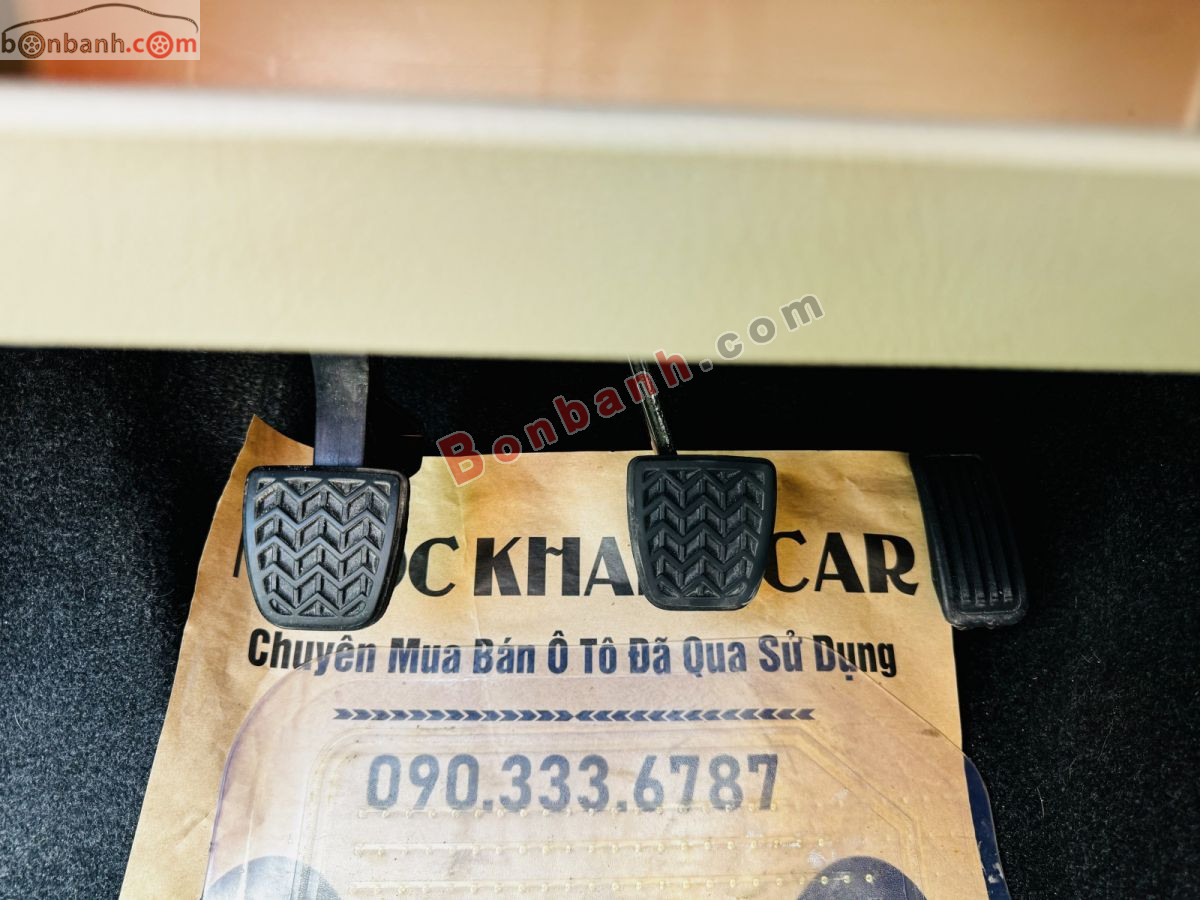 bonbanh.com
Bonbanh.com
CAR
Chuyên Mua Bán Ô Tô Đã Qua Sử Dụng
090.333.6787